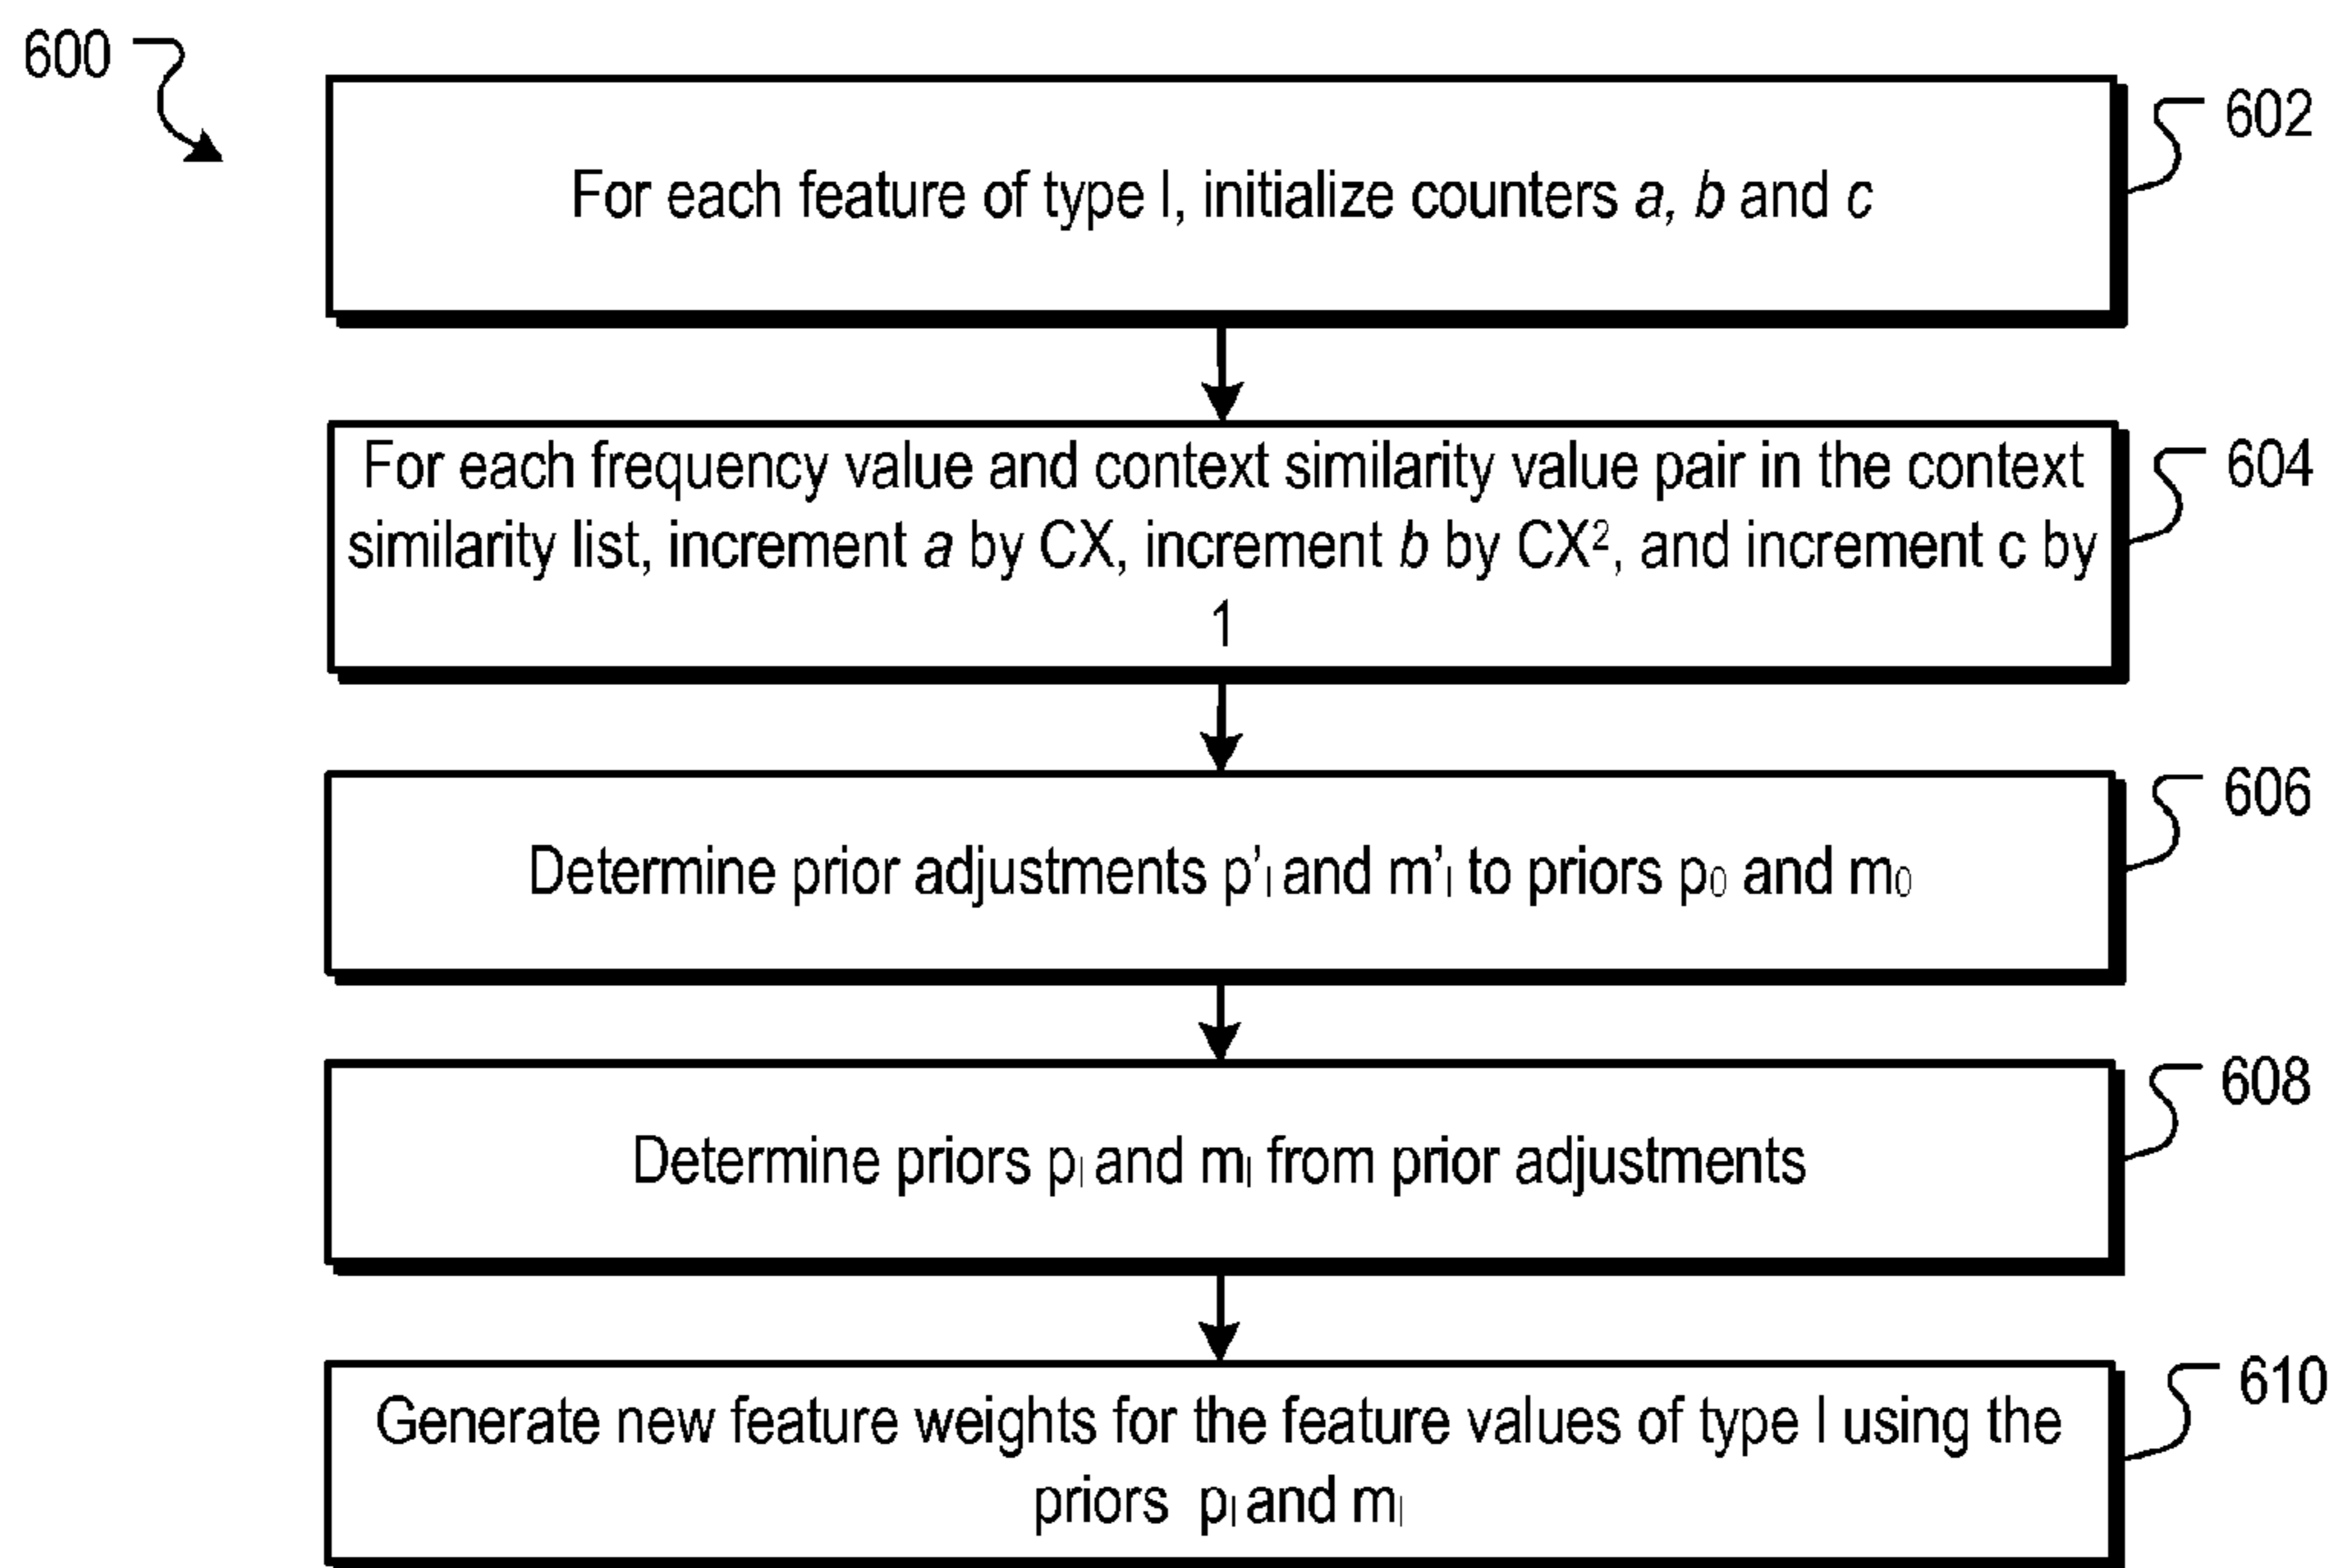 600
602
For each feature of type l, initialize counters a, b and c
604
For each frequency value and context similarity value pair in the context
similarity list, increment a by CX, increment b by CX², and increment c by
1
606
Determine prior adjustments p'ₗ and m'ₗ to priors p₀ and m₀
608
Determine priors pₗ and mₗ from prior adjustments
610
Generate new feature weights for the feature values of type l using the
priors pₗ and mₗ